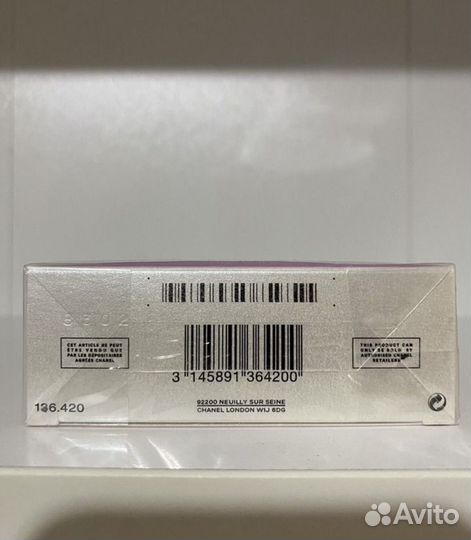 CET ARTICLE NE PEUT
ÊTRE VENDU QUE
PAR LES DÉPOSITAIRES
AGRÉÉS CHANEL
THIS PRODUCT CAN
ONLY BE SOLD BY
AUTHORISED CHANEL
RETAILERS
3 145891 364200
136.420
92200 NEUILLY SUR SEINE
CHANEL LONDON W1J 6DG
Avito